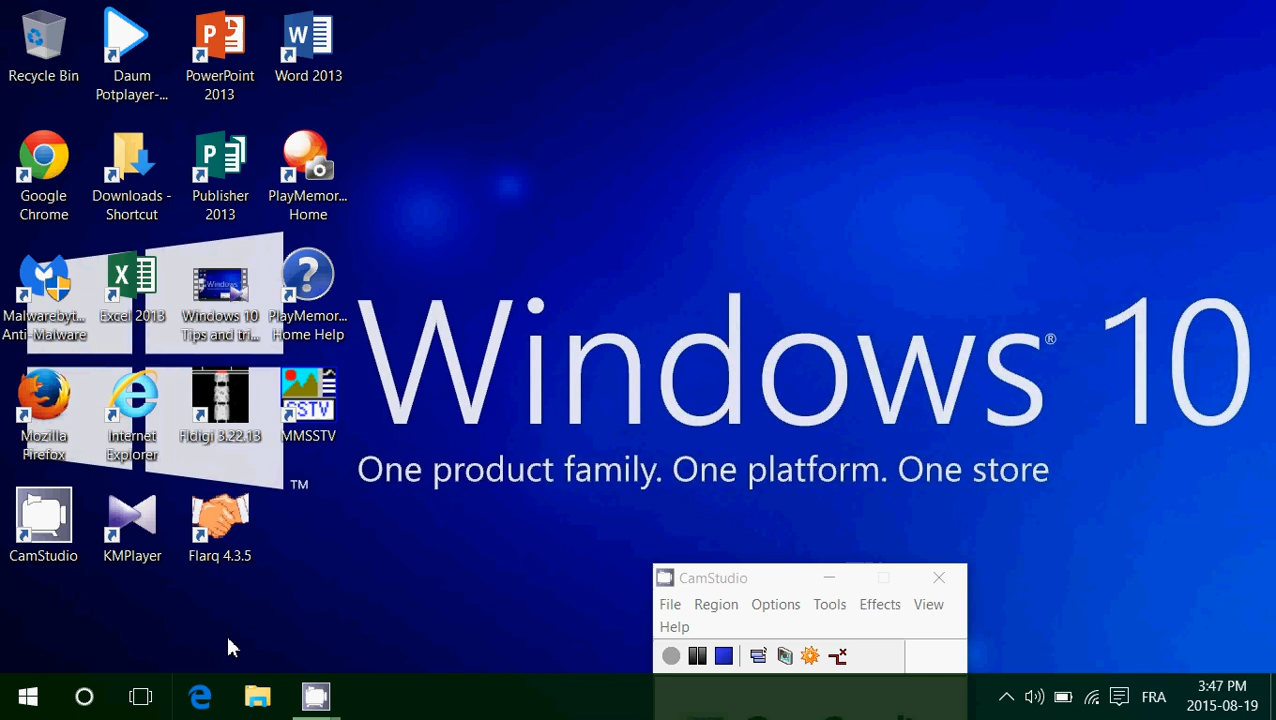 Recycle Bin
Daum
Potplayer-...
PowerPoint
2013
Word 2013
Google
Chrome
Downloads -
Shortcut
Publisher
2013
PlayMemor...
Home
Malwarebyt...
Anti-Malware
Excel 2013
Windows 10
Tips and tri...
PlayMemor...
Home Help
Mozilla
Firefox
Internet
Explorer
Fldigi 3.22.13
SSTV
MMSSTV
CamStudio
KMPlayer
Flarq 4.3.5
Windows® 10
One product family. One platform. One store
TM
CamStudio
File Region Options Tools Effects View
Help
FRA
3:47 PM
2015-08-19